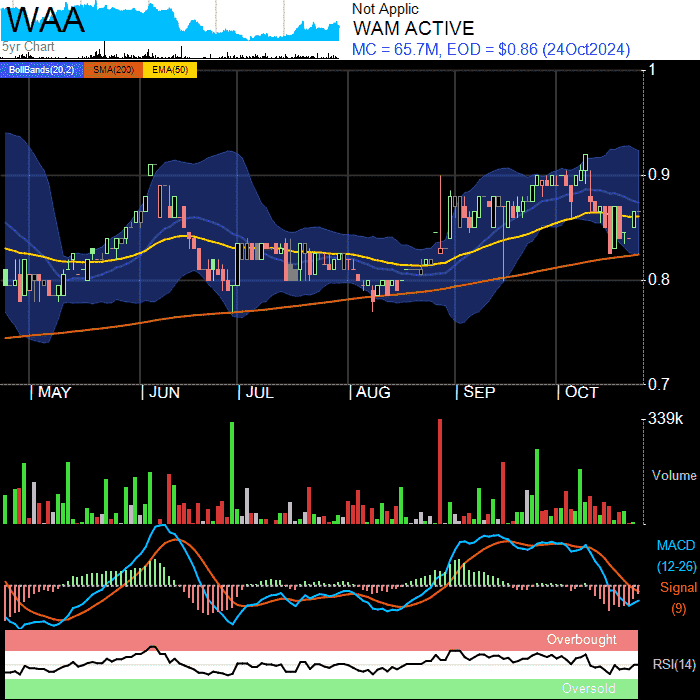 WAA
5yr Chart
Not Applic
WAM ACTIVE
MC = 65.7M, EOD = $0.86 (24Oct2024)
BollBands(20,2) SMA(200) EMA(50)
1
0.9
0.8
0.7
MAY JUN JUL AUG SEP OCT
339k
Volume
MACD
(12-26)
Signal
(9)
Overbought
RSI(14)
Oversold